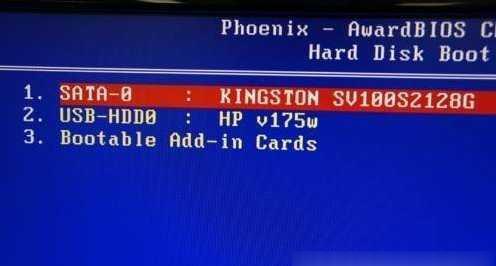 Phoenix - AwardBIOS C
Hard Disk Boot
1. SATA-0 : KINGSTON SV100S2128G
2. USB-HDD0 : HP v175w
3. Bootable Add-in Cards